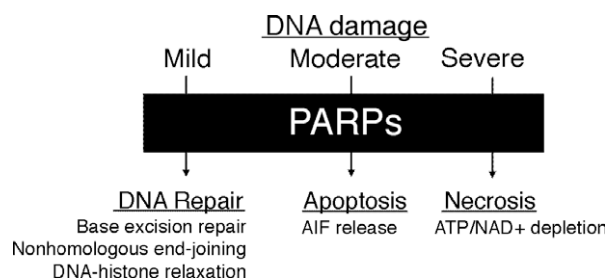 DNA damage
Mild Moderate Severe
PARPs
DNA Repair Apoptosis Necrosis
Base excision repair AIF release ATP/NAD+ depletion
Nonhomologous end-joining
DNA-histone relaxation